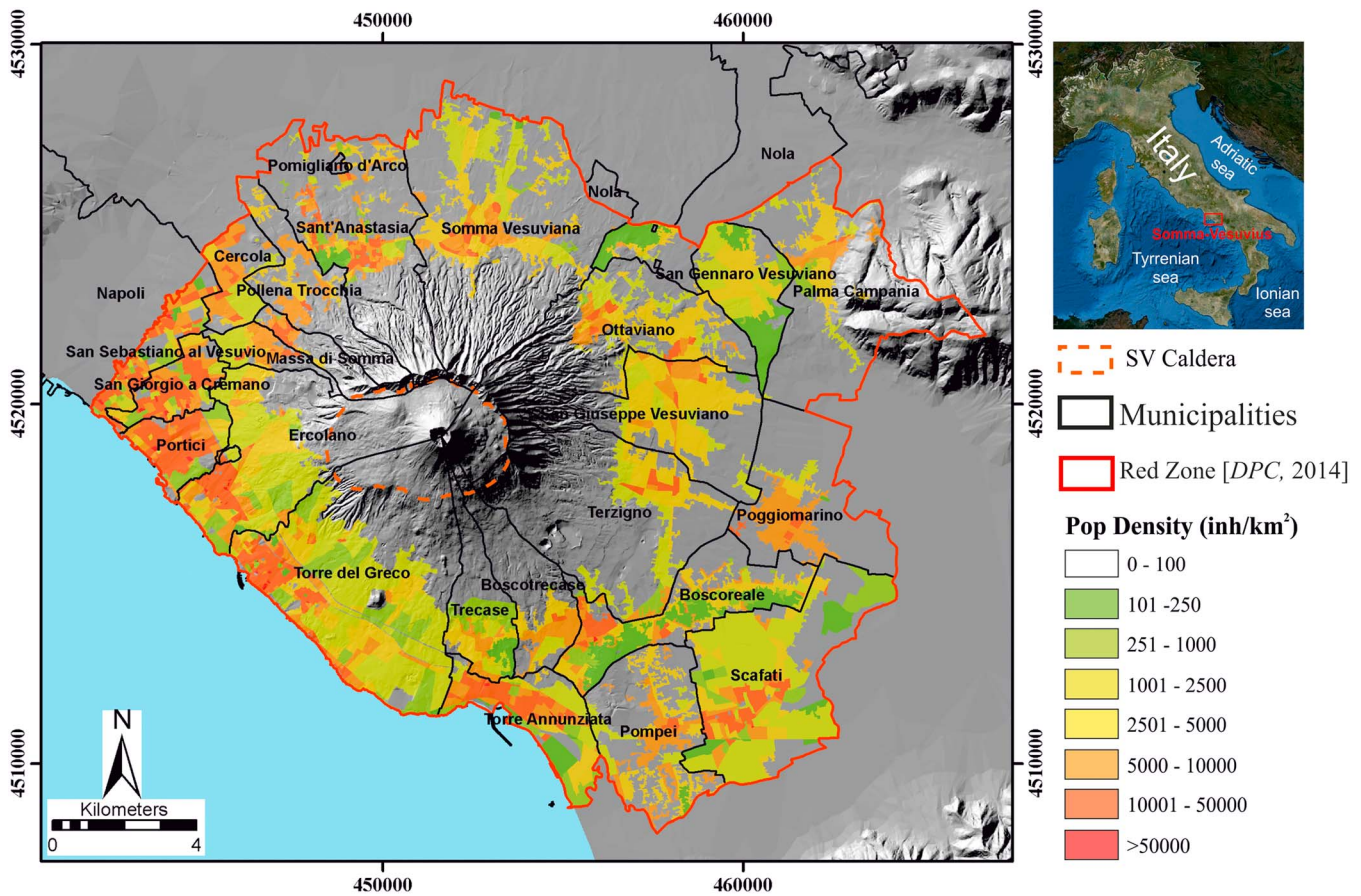 450000
460000
4530000
4530000
Nola
Pomigliano d'Arco
Nola
Sant'Anastasia
Somma Vesuviana
Cercola
San Gennaro Vesuviano
Napoli
Pollena Trocchia
Palma Campania
Ottaviano
San Sebastiano al Vesuvio
Massa di Somma
San Giorgio a Cremano
4520000
4520000
San Giuseppe Vesuviano
Ercolano
Portici
Terzigno
Poggiomarino
Torre del Greco
Boscotrecase
Boscoreale
Trecase
Scafati
Torre Annunziata
Pompei
4510000
4510000
N
Kilometers
0 4
450000
460000
Italy
Adriatic
sea
Somma-Vesuvius
Tyrrenian
sea
Ionian
sea
SV Caldera
Municipalities
Red Zone [DPC, 2014]
Pop Density (inh/km²)
0 - 100
101 -250
251 - 1000
1001 - 2500
2501 - 5000
5000 - 10000
10001 - 50000
>50000